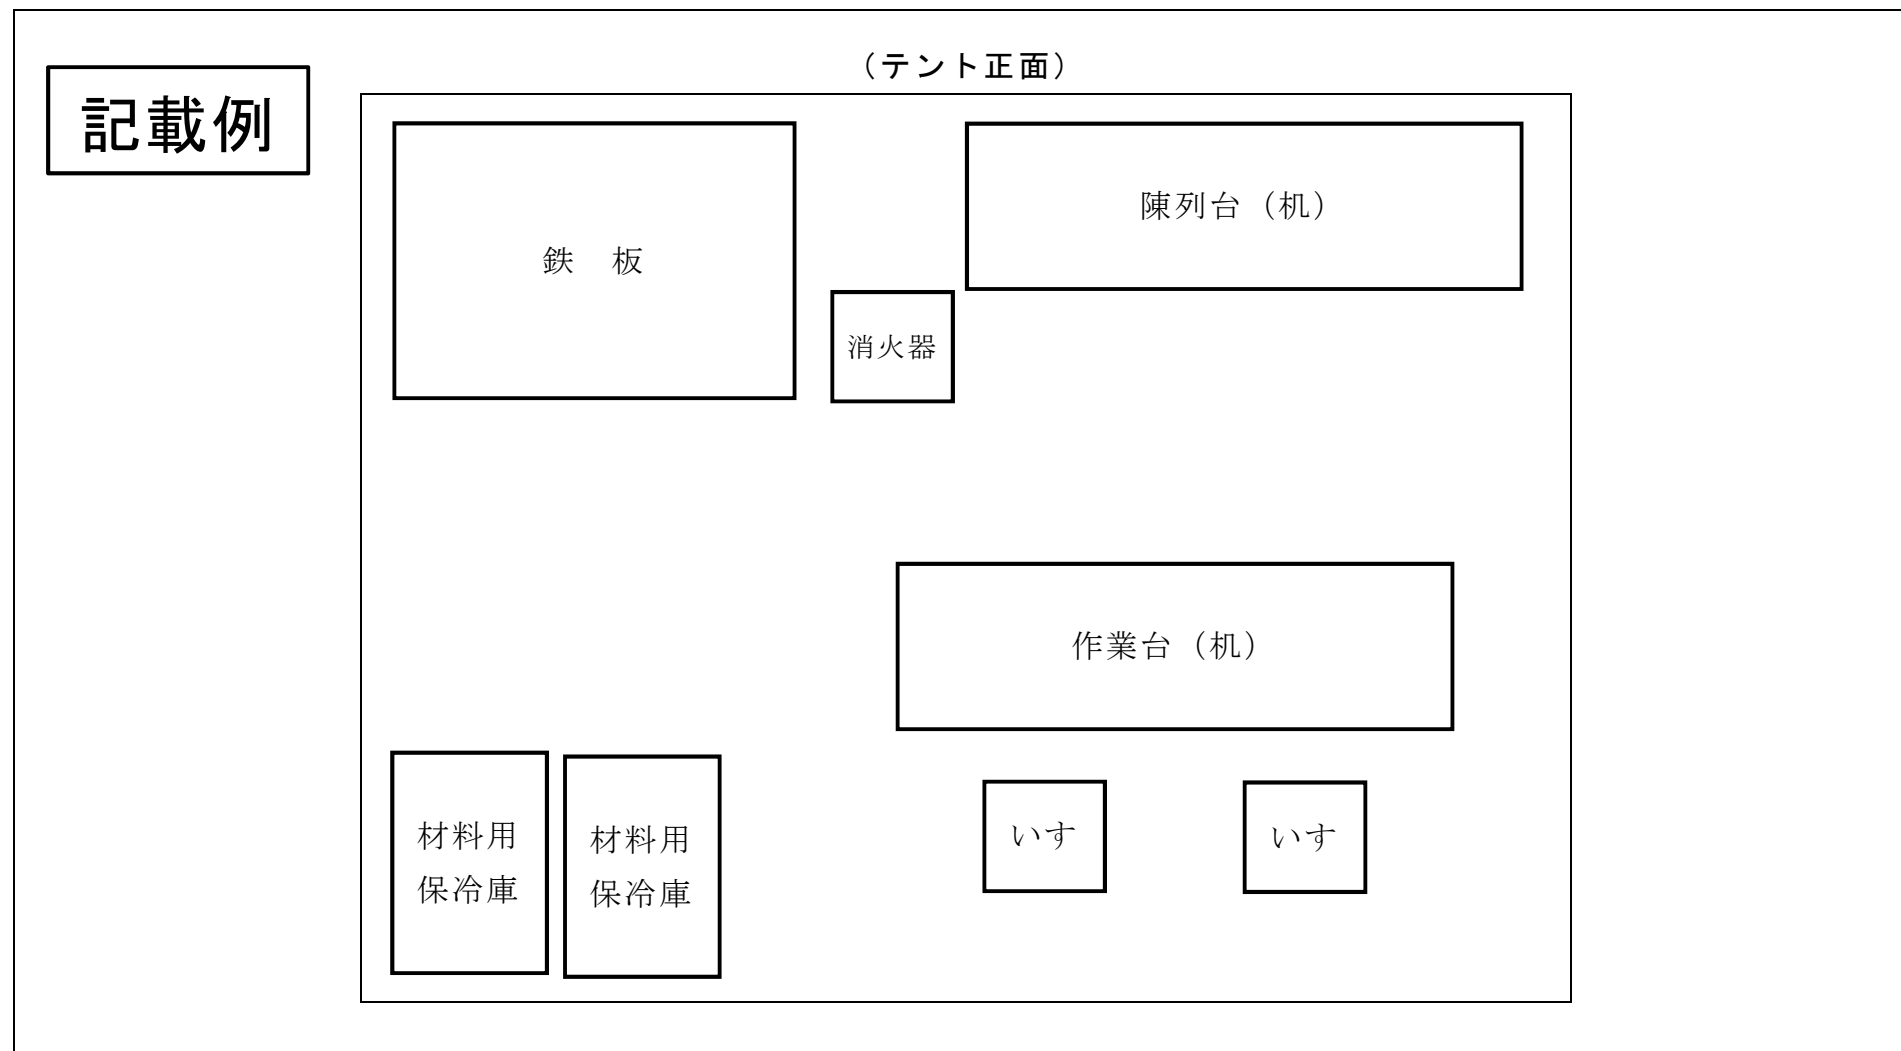 記載例
（テント正面）
鉄　板
陳列台（机）
消火器
作業台（机）
材料用
保冷庫
材料用
保冷庫
いす
いす